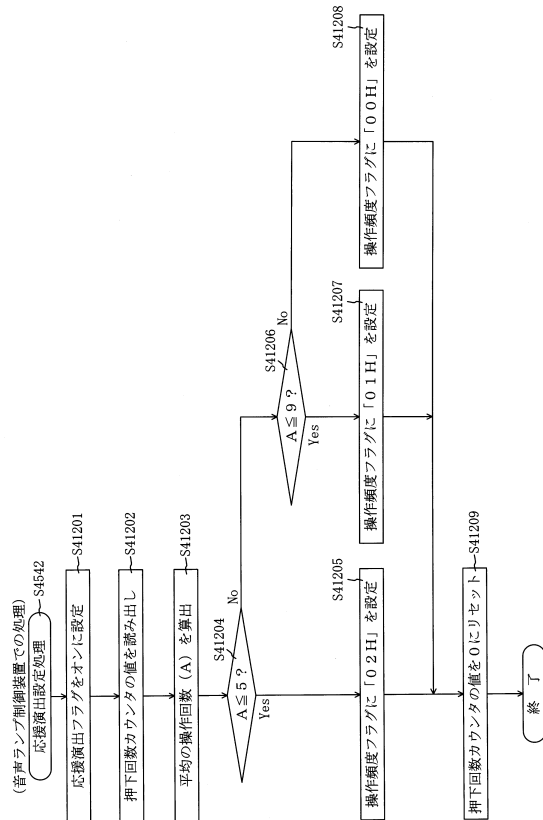 (音声ランプ制御装置での処理)
応援演出設定処理
S4542
応援演出フラグをオンに設定
S41201
押下回数カウンタの値を読み出し
S41202
平均の操作回数(A)を算出
S41203
A≦5?
S41204
No
Yes
A≦9?
S41206
No
Yes
操作頻度フラグに「02H」を設定
S41205
操作頻度フラグに「01H」を設定
S41207
操作頻度フラグに「00H」を設定
S41208
押下回数カウンタの値を0にリセット
S41209
終 了